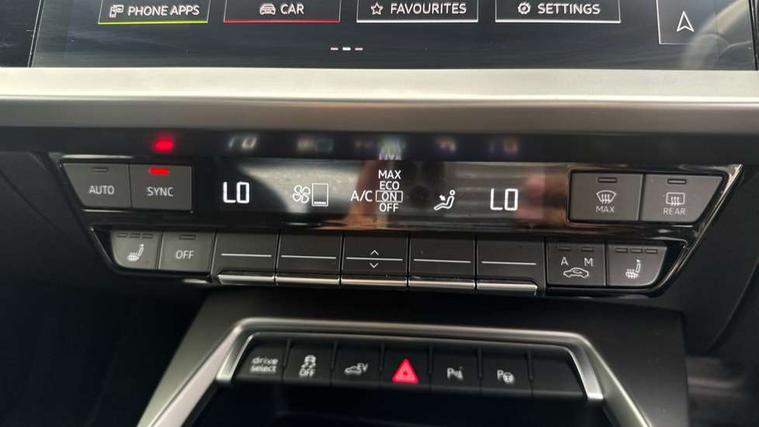 PHONE APPS CAR FAVOURITES SETTINGS
AUTO SYNC LO MAX LO MAX REAR
ECO
A/C ON
OFF
OFF A M
drive select OFF EV P P